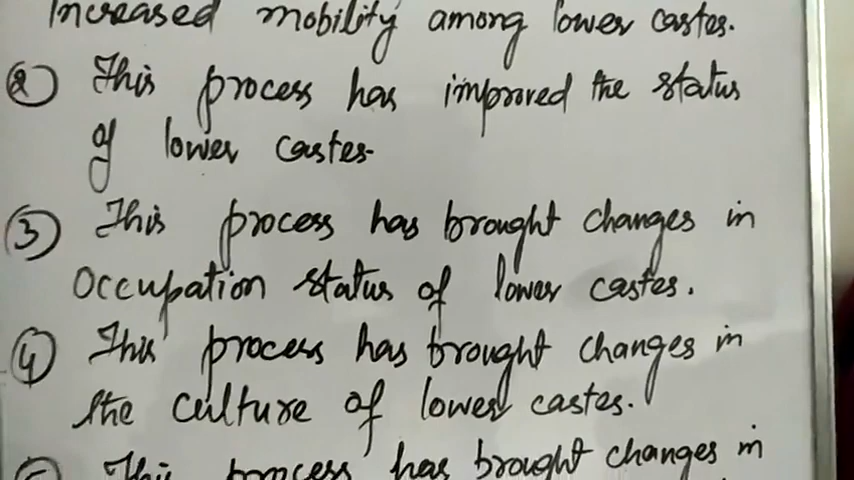 Increased mobility among lower castes.
② This process has improved the status
of lower castes.
③ This process has brought changes in
Occupation status of lower castes.
④ This process has brought changes in
the culture of lower castes.
⑤ This process has brought changes in